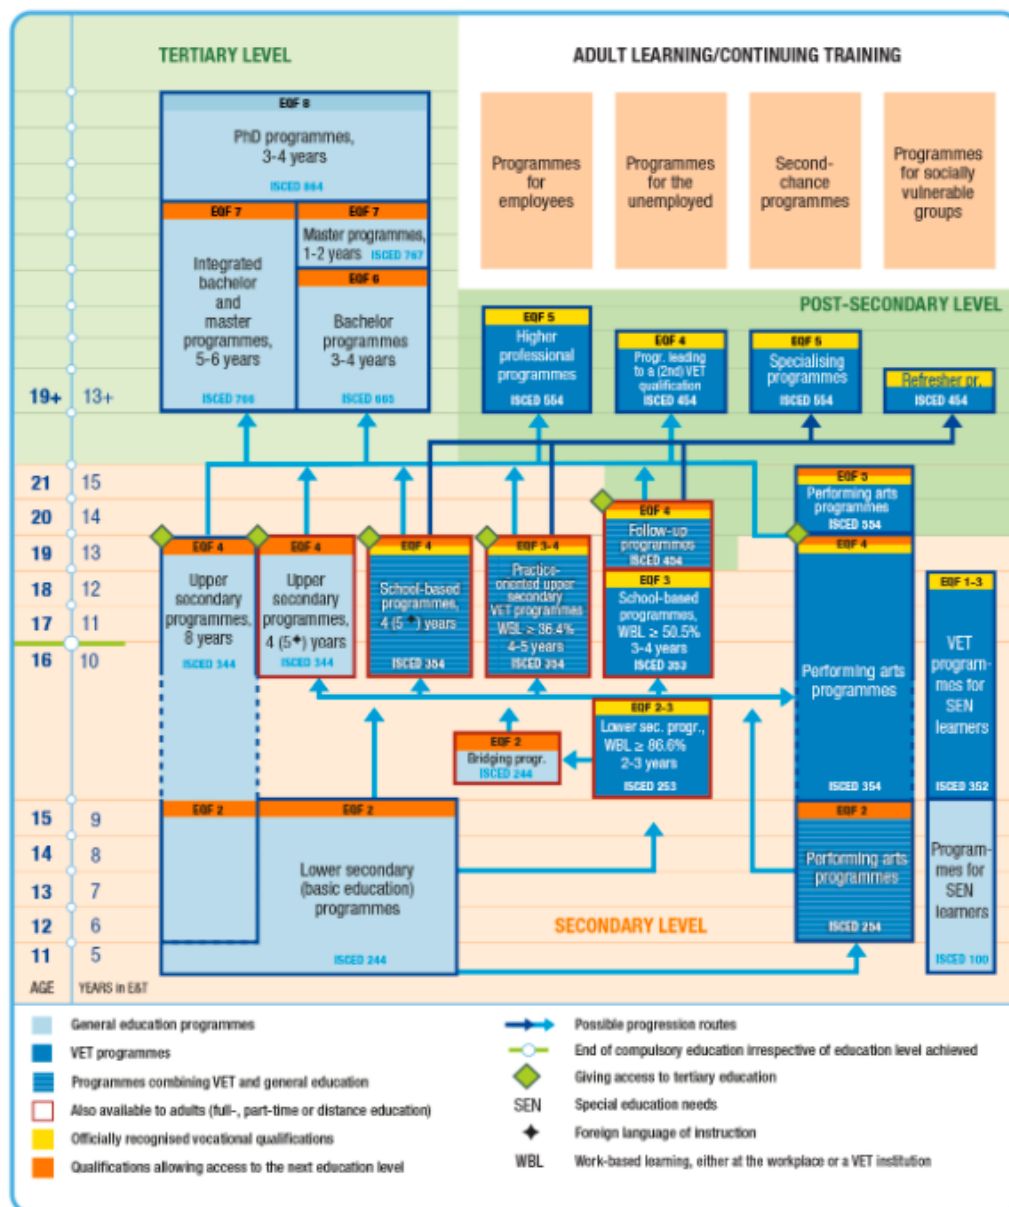 TERTIARY LEVEL
ADULT LEARNING/CONTINUING TRAINING
EQF 8
PhD programmes,
3-4 years
ISCED 864
Programmes
for
employees
Programmes
for the
unemployed
Second-
chance
programmes
Programmes
for socially
vulnerable
groups
EQF 7
Integrated
bachelor
and
master
programmes,
5-6 years
ISCED 766
EQF 7
Master programmes,
1-2 years ISCED 767
EQF 6
Bachelor
programmes
3-4 years
ISCED 665
POST-SECONDARY LEVEL
EQF 5
Higher
professional
programmes
ISCED 554
EQF 4
Progr. leading
to a (2nd) VET
qualification
ISCED 454
EQF 5
Specialising
programmes
ISCED 554
Refresher pr.
ISCED 454
19+ 13+
21 15
20 14
19 13
18 12
17 11
16 10
15 9
14 8
13 7
12 6
11 5
AGE YEARS in E&T
EQF 4
Upper
secondary
programmes,
8 years
ISCED 344
EQF 4
Upper
secondary
programmes,
4 (5✦) years
ISCED 344
EQF 4
School-based
programmes,
4 (5✦) years
ISCED 354
EQF 3-4
Practice-
oriented upper
secondary
VET programmes
WBL ≥ 36.4%
4-5 years
ISCED 354
EQF 4
Follow-up
programmes
ISCED 454
EQF 3
School-based
programmes,
WBL ≥ 50.5%
3-4 years
ISCED 353
EQF 5
Performing arts
programmes
ISCED 554
EQF 4
Performing arts
programmes
ISCED 354
EQF 1-3
VET
program-
mes for
SEN
learners
ISCED 352
EQF 2
Bridging progr.
ISCED 244
EQF 2-3
Lower sec. progr.,
WBL ≥ 86.6%
2-3 years
ISCED 253
EQF 2
EQF 2
Lower secondary
(basic education)
programmes
ISCED 244
EQF 2
Performing arts
programmes
ISCED 254
Program-
mes for
SEN
learners
ISCED 100
SECONDARY LEVEL
General education programmes
VET programmes
Programmes combining VET and general education
Also available to adults (full-, part-time or distance education)
Officially recognised vocational qualifications
Qualifications allowing access to the next education level
Possible progression routes
End of compulsory education irrespective of education level achieved
Giving access to tertiary education
SEN Special education needs
✦ Foreign language of instruction
WBL Work-based learning, either at the workplace or a VET institution